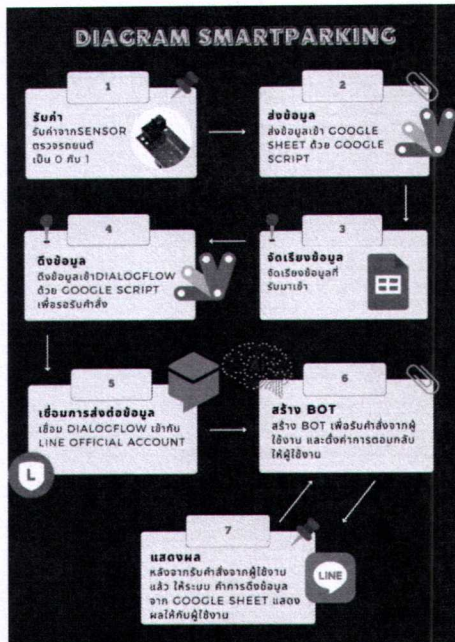 DIAGRAM SMARTPARKING
1
รับค่า
รับค่าจากSENSOR
ตรวจรถยนต์
เป็น 0 กับ 1
2
ส่งข้อมูล
ส่งข้อมูลเข้า GOOGLE
SHEET ด้วย GOOGLE
SCRIPT
3
จัดเรียงข้อมูล
จัดเรียงข้อมูลที่
รับมาเข้า
4
ดึงข้อมูล
ดึงข้อมูลเข้าDIALOGFLOW
ด้วย GOOGLE SCRIPT
เพื่อรอรับคำสั่ง
5
เชื่อมการส่งต่อข้อมูล
เชื่อม DIALOGFLOW เข้ากับ
LINE OFFICIAL ACCOUNT
L
6
สร้าง BOT
สร้าง BOT เพื่อรับคำสั่งจากผู้
ใช้งาน และตั้งค่าการตอบกลับ
ให้ผู้ใช้งาน
7
แสดงผล
หลังจากรับคำสั่งจากผู้ใช้งาน
แล้ว ให้ระบบ ทำการดึงข้อมูล
จาก GOOGLE SHEET แสดง
ผลให้กับผู้ใช้งาน
LINE